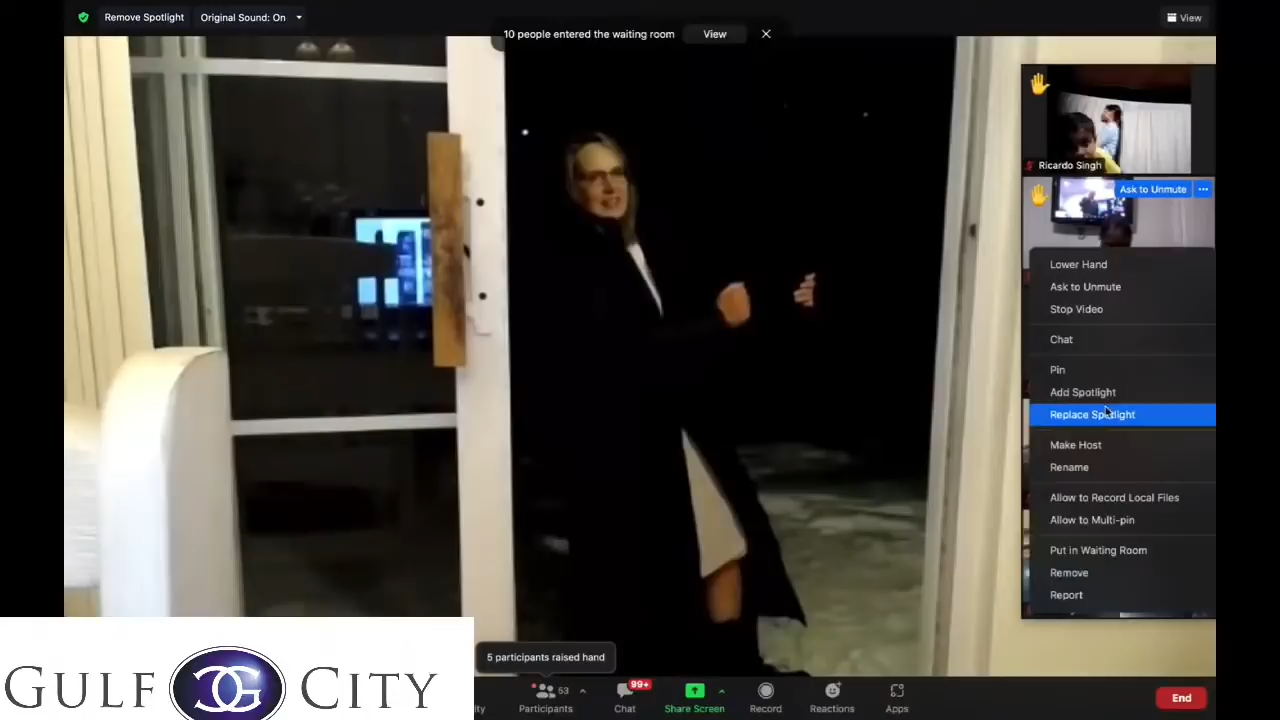 Remove Spotlight
Original Sound: On
10 people entered the waiting room
View
View
Ricardo Singh
Ask to Unmute
Lower Hand
Ask to Unmute
Stop Video
Chat
Pin
Add Spotlight
Replace Spotlight
Make Host
Rename
Allow to Record Local Files
Allow to Multi-pin
Put in Waiting Room
Remove
Report
5 participants raised hand
63
99+
ity
Participants
Chat
Share Screen
Record
Reactions
Apps
End
GULF CG CITY